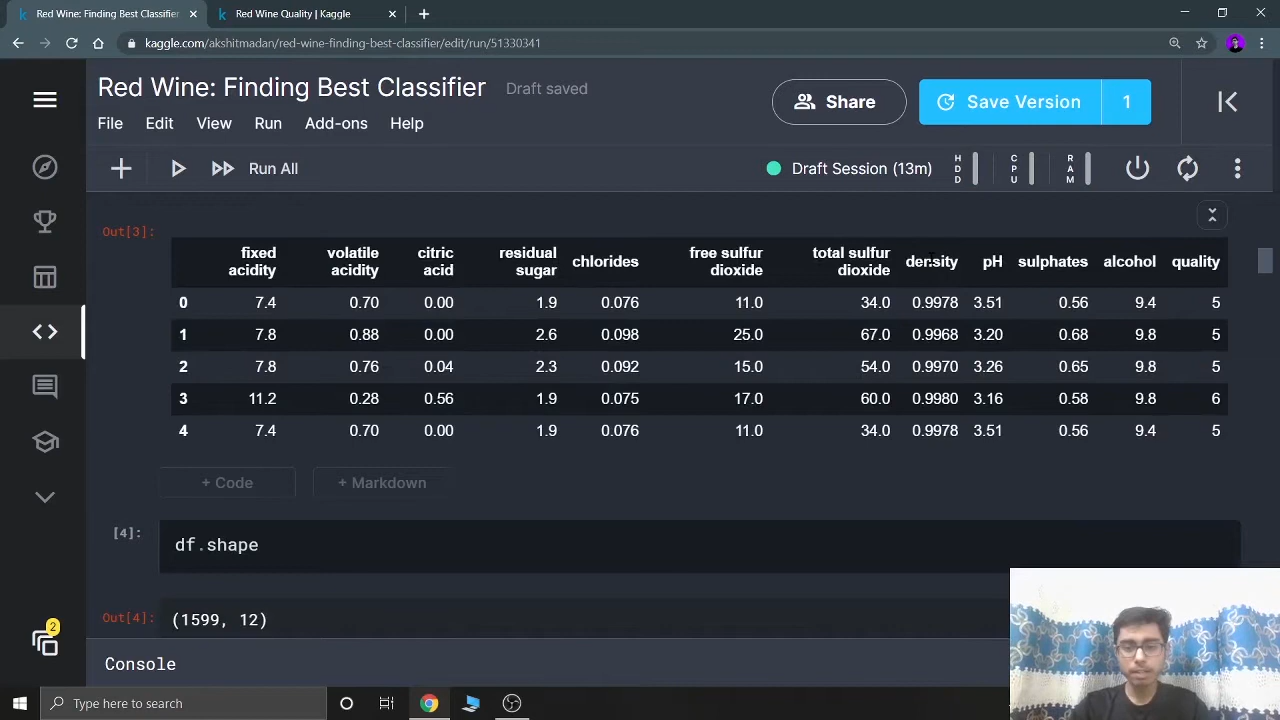 Red Wine: Finding Best Classifier
Red Wine Quality | Kaggle
kaggle.com/akshitmadan/red-wine-finding-best-classifier/edit/run/51330341
Red Wine: Finding Best Classifier Draft saved
Share
Save Version 1
File Edit View Run Add-ons Help
Run All
Draft Session (13m)
HDD
CPU
RAM
Out[3]:
fixed acidity volatile acidity citric acid residual sugar chlorides free sulfur dioxide total sulfur dioxide density pH sulphates alcohol quality
0 7.4 0.70 0.00 1.9 0.076 11.0 34.0 0.9978 3.51 0.56 9.4 5
1 7.8 0.88 0.00 2.6 0.098 25.0 67.0 0.9968 3.20 0.68 9.8 5
2 7.8 0.76 0.04 2.3 0.092 15.0 54.0 0.9970 3.26 0.65 9.8 5
3 11.2 0.28 0.56 1.9 0.075 17.0 60.0 0.9980 3.16 0.58 9.8 6
4 7.4 0.70 0.00 1.9 0.076 11.0 34.0 0.9978 3.51 0.56 9.4 5
+ Code
+ Markdown
[4]:
df.shape
Out[4]:
(1599, 12)
2
Console
Type here to search